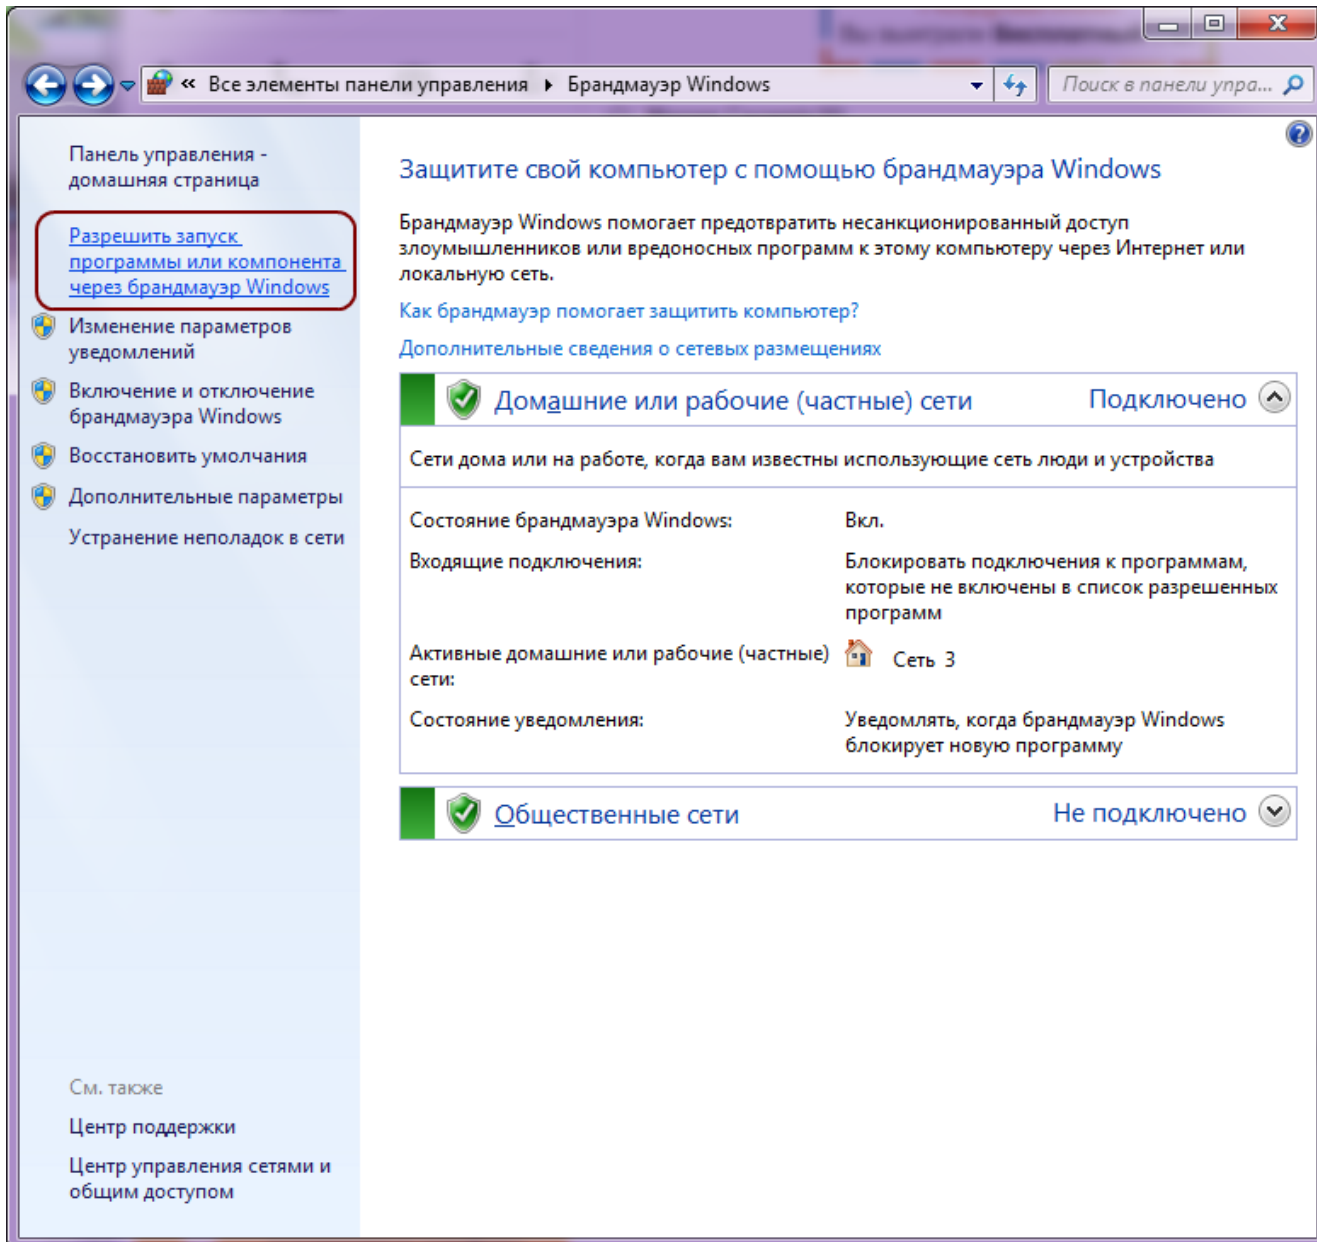 « Все элементы панели управления ▸ Брандмауэр Windows
Поиск в панели упра...
Панель управления -
домашняя страница
Разрешить запуск
программы или компонента
через брандмауэр Windows
Изменение параметров
уведомлений
Включение и отключение
брандмауэра Windows
Восстановить умолчания
Дополнительные параметры
Устранение неполадок в сети
См. также
Центр поддержки
Центр управления сетями и
общим доступом
Защитите свой компьютер с помощью брандмауэра Windows
Брандмауэр Windows помогает предотвратить несанкционированный доступ
злоумышленников или вредоносных программ к этому компьютеру через Интернет или
локальную сеть.
Как брандмауэр помогает защитить компьютер?
Дополнительные сведения о сетевых размещениях
Домашние или рабочие (частные) сети Подключено
Сети дома или на работе, когда вам известны использующие сеть люди и устройства
Состояние брандмауэра Windows: Вкл.
Входящие подключения: Блокировать подключения к программам,
которые не включены в список разрешенных
программ
Активные домашние или рабочие (частные) Сеть 3
сети:
Состояние уведомления: Уведомлять, когда брандмауэр Windows
блокирует новую программу
Общественные сети Не подключено